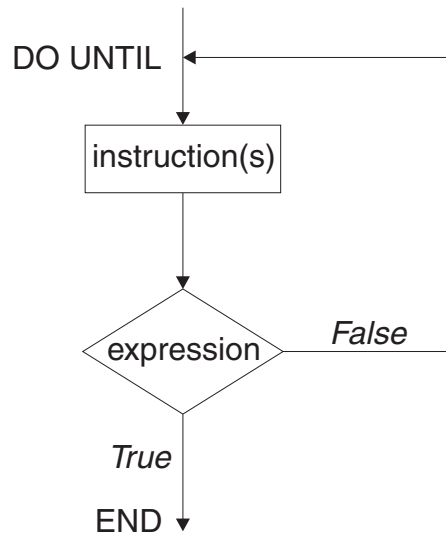 DO UNTIL
instruction(s)
expression
False
True
END